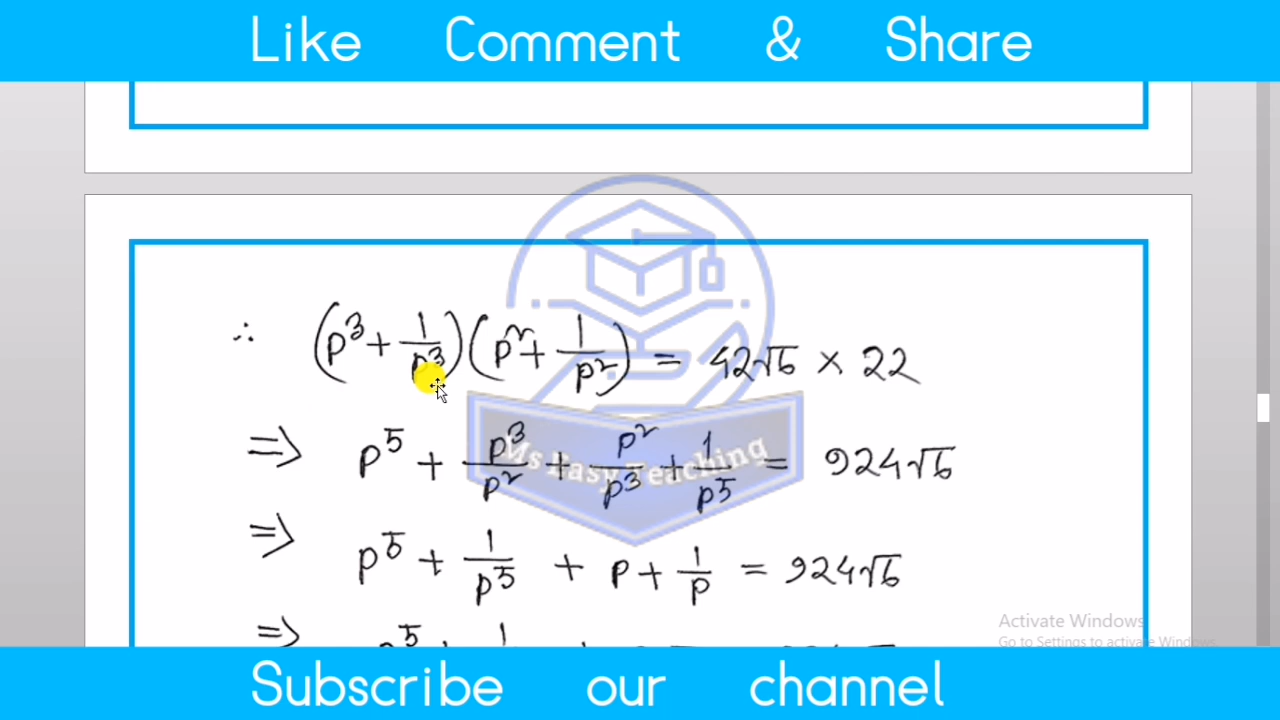 Like Comment & Share
∴ (p³ + 1/p³)(p² + 1/p²) = 42√6 × 22
⇒ p⁵ + p³/p² + p²/p³ + 1/p⁵ = 924√6
Ms Easy Teaching
⇒ p⁵ + 1/p⁵ + p + 1/p = 924√6
⇒
Activate Windows
Go to Settings to activate Windows.
Subscribe our channel